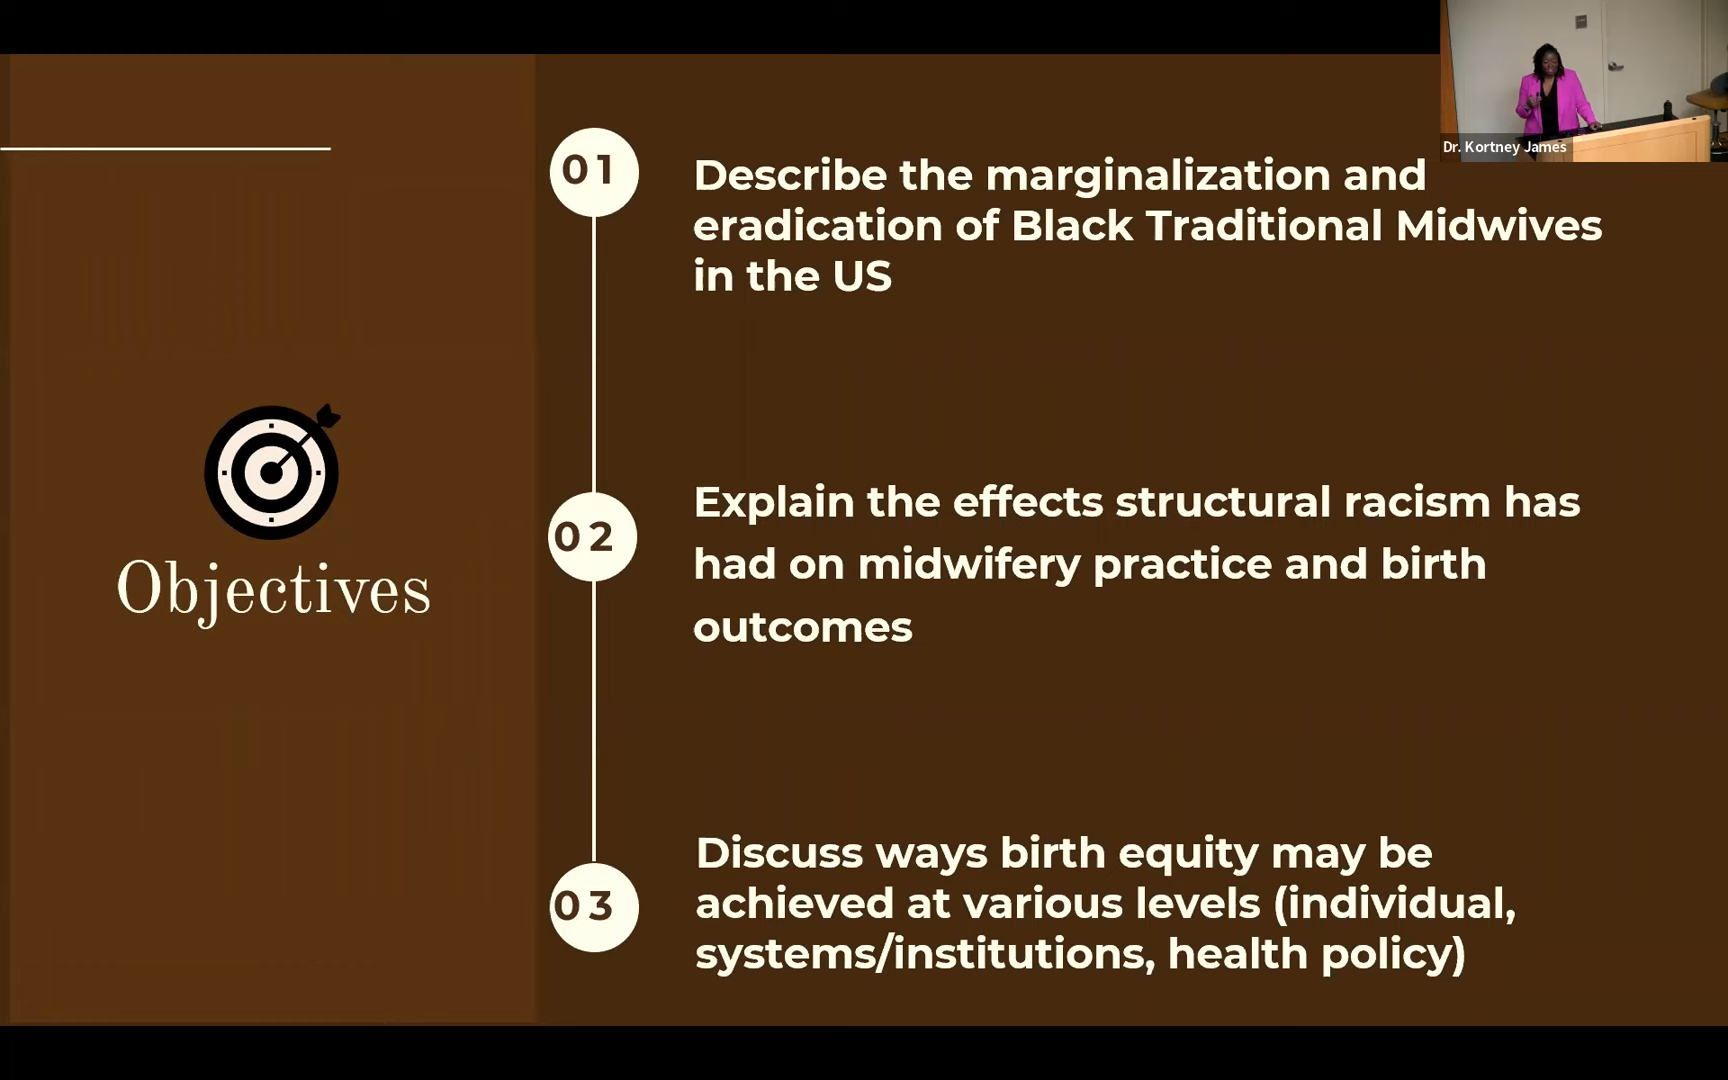 Dr. Kortney James
Objectives
01
Describe the marginalization and
eradication of Black Traditional Midwives
in the US
02
Explain the effects structural racism has
had on midwifery practice and birth
outcomes
03
Discuss ways birth equity may be
achieved at various levels (individual,
systems/institutions, health policy)